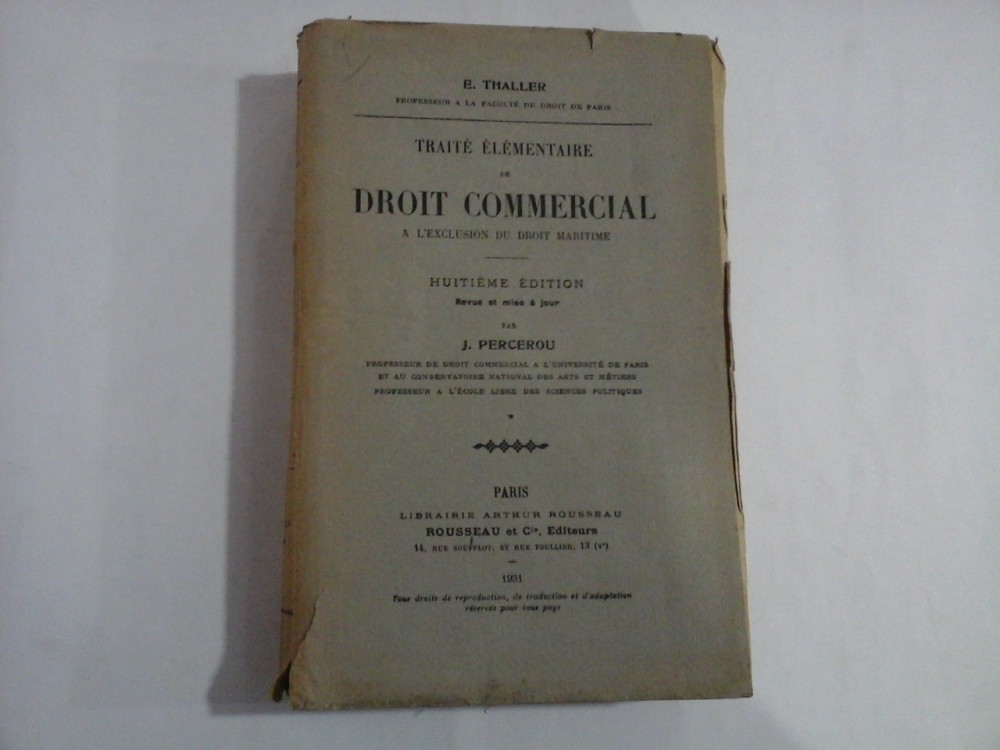 E. THALLER
PROFESSEUR A LA FACULTÉ DE DROIT DE PARIS
TRAITÉ ÉLÉMENTAIRE
DE
DROIT COMMERCIAL
A L'EXCLUSION DU DROIT MARITIME
HUITIÈME ÉDITION
Revue et mise à jour
PAR
J. PERCEROU
PROFESSEUR DE DROIT COMMERCIAL A L'UNIVERSITÉ DE PARIS
ET AU CONSERVATOIRE NATIONAL DES ARTS ET MÉTIERS
PROFESSEUR A L'ÉCOLE LIBRE DES SCIENCES POLITIQUES
*
PARIS
LIBRAIRIE ARTHUR ROUSSEAU
ROUSSEAU et Cie, Editeurs
14, RUE SOUFFLOT, ET RUE TOULLIER, 13 (Ve)
1931
Tous droits de reproduction, de traduction et d'adaptation
réservés pour tous pays